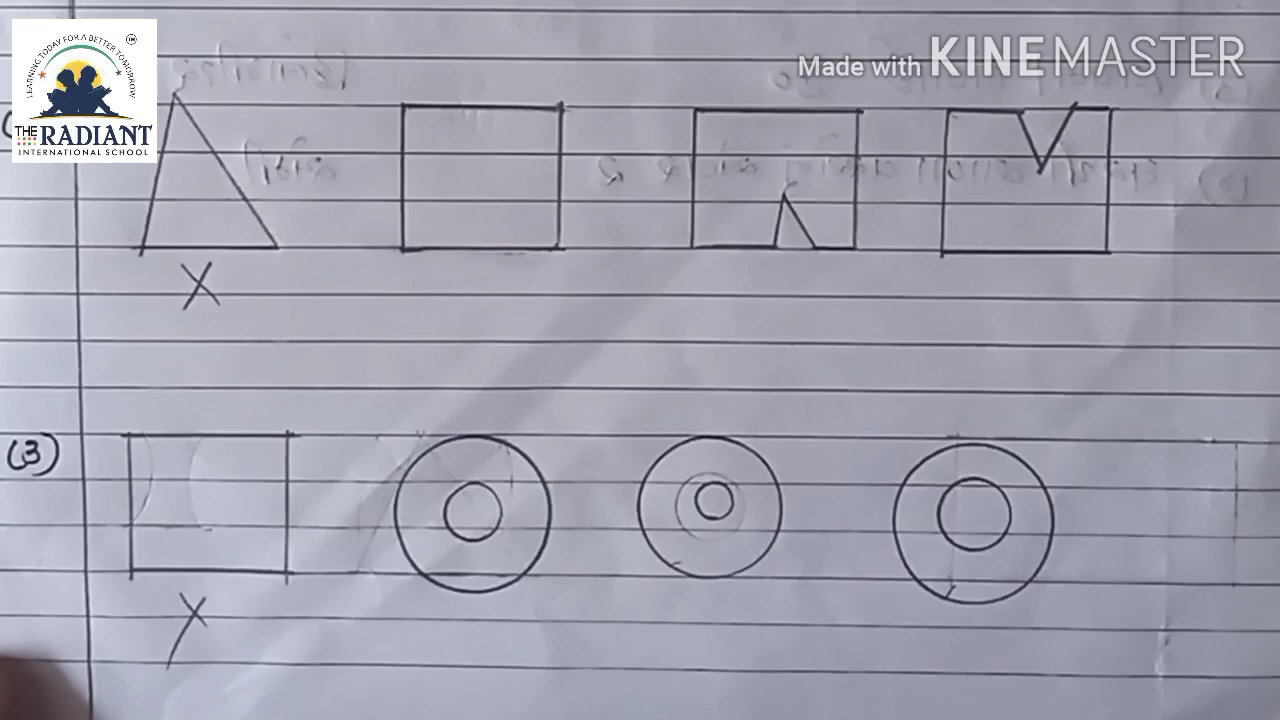 LEARNING TODAY FOR A BETTER TOMORROW
THE RADIANT
INTERNATIONAL SCHOOL
Made with KINEMASTER
X
(3)
X